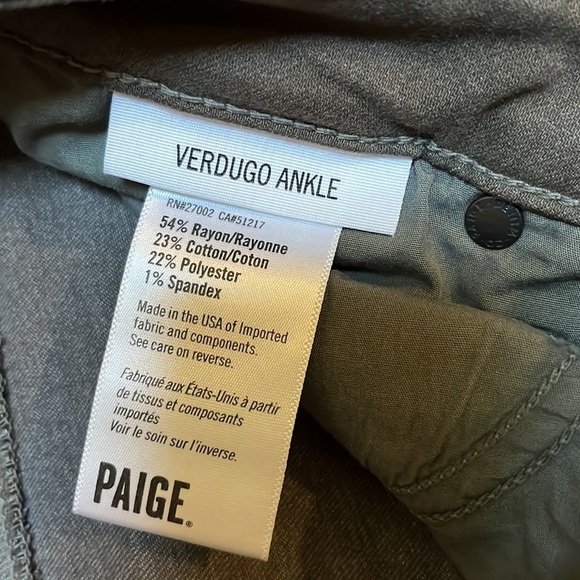 VERDUGO ANKLE
RN#27002 CA#51217
54% Rayon/Rayonne
23% Cotton/Coton
22% Polyester
1% Spandex
Made in the USA of Imported
fabric and components.
See care on reverse.
Fabriqué aux États-Unis à partir
de tissus et composants
importés
Voir le soin sur l'inverse.
PAIGE®